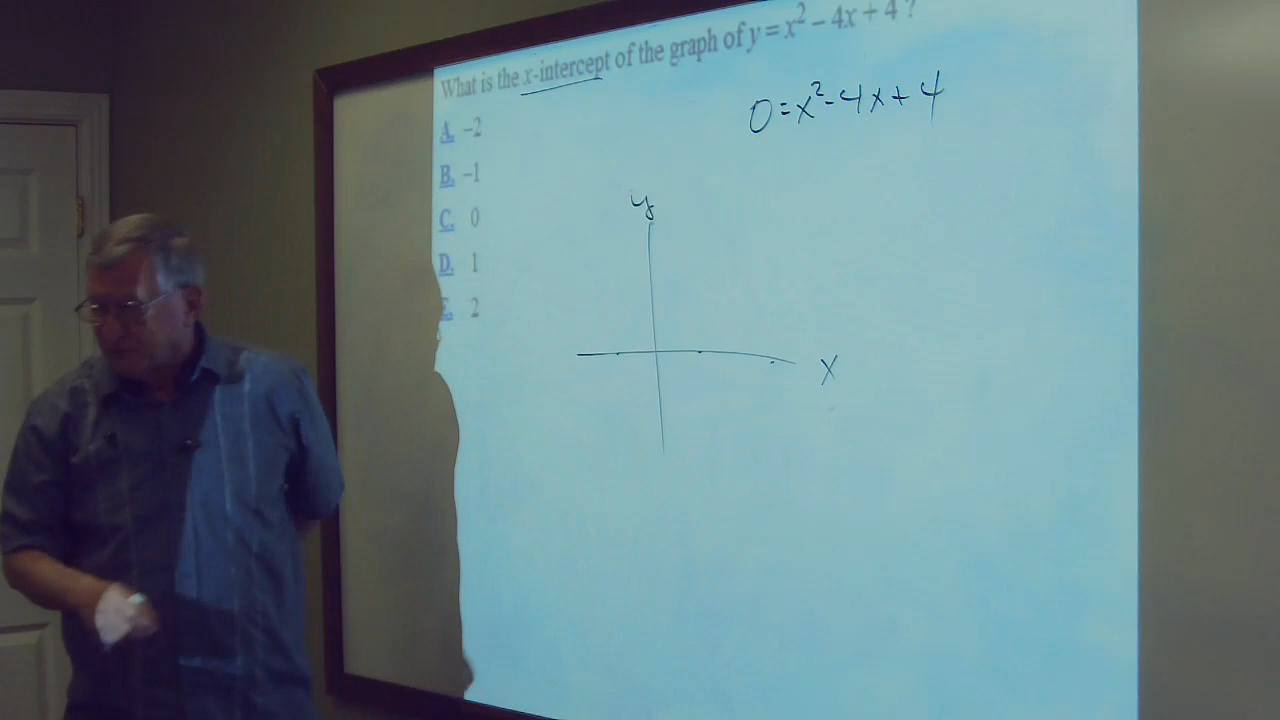 What is the x-intercept of the graph of y = x² − 4x + 4 ?
0 = x² - 4x + 4
A. −2
B. −1
C. 0
D. 1
E. 2
y
x